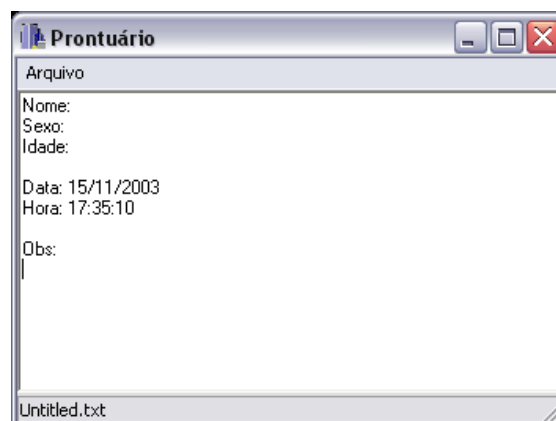 Prontuário
Arquivo
Nome:
Sexo:
Idade:
Data: 15/11/2003
Hora: 17:35:10
Obs:
Untitled.txt